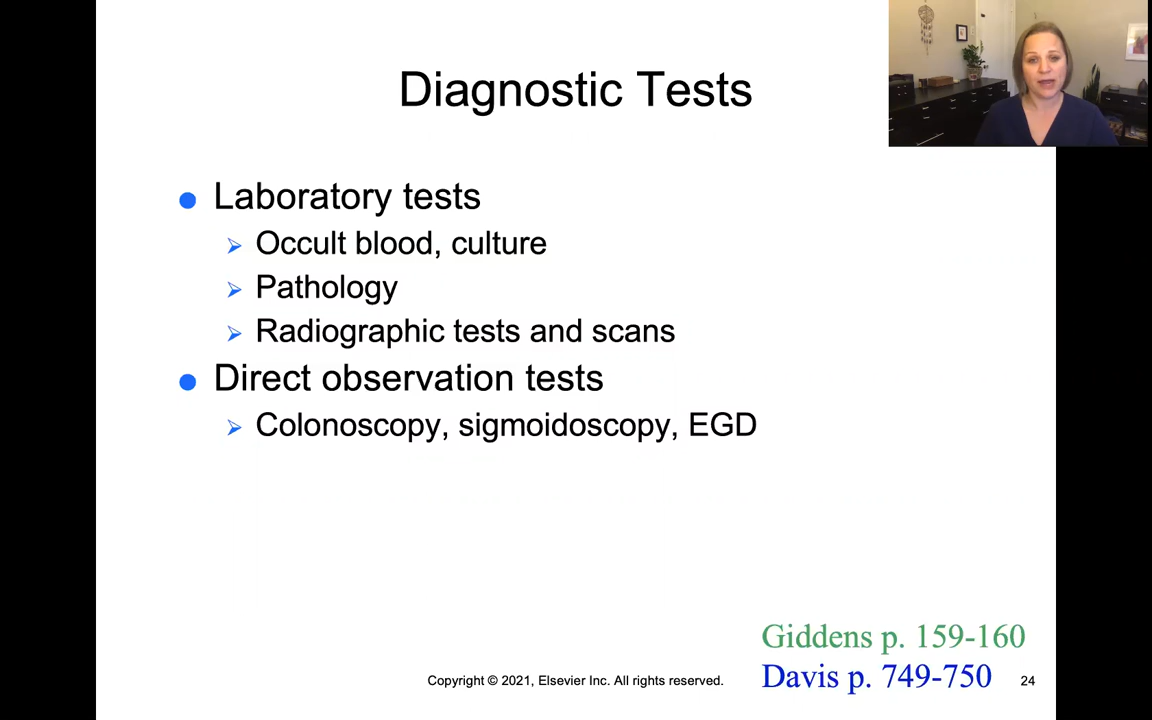 Diagnostic Tests
Laboratory tests
Occult blood, culture
Pathology
Radiographic tests and scans
Direct observation tests
Colonoscopy, sigmoidoscopy, EGD
Giddens p. 159-160
Davis p. 749-750
Copyright © 2021, Elsevier Inc. All rights reserved.
24